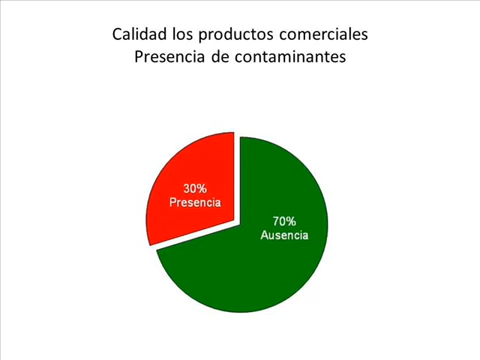 Calidad los productos comerciales
Presencia de contaminantes
30%
Presencia
70%
Ausencia